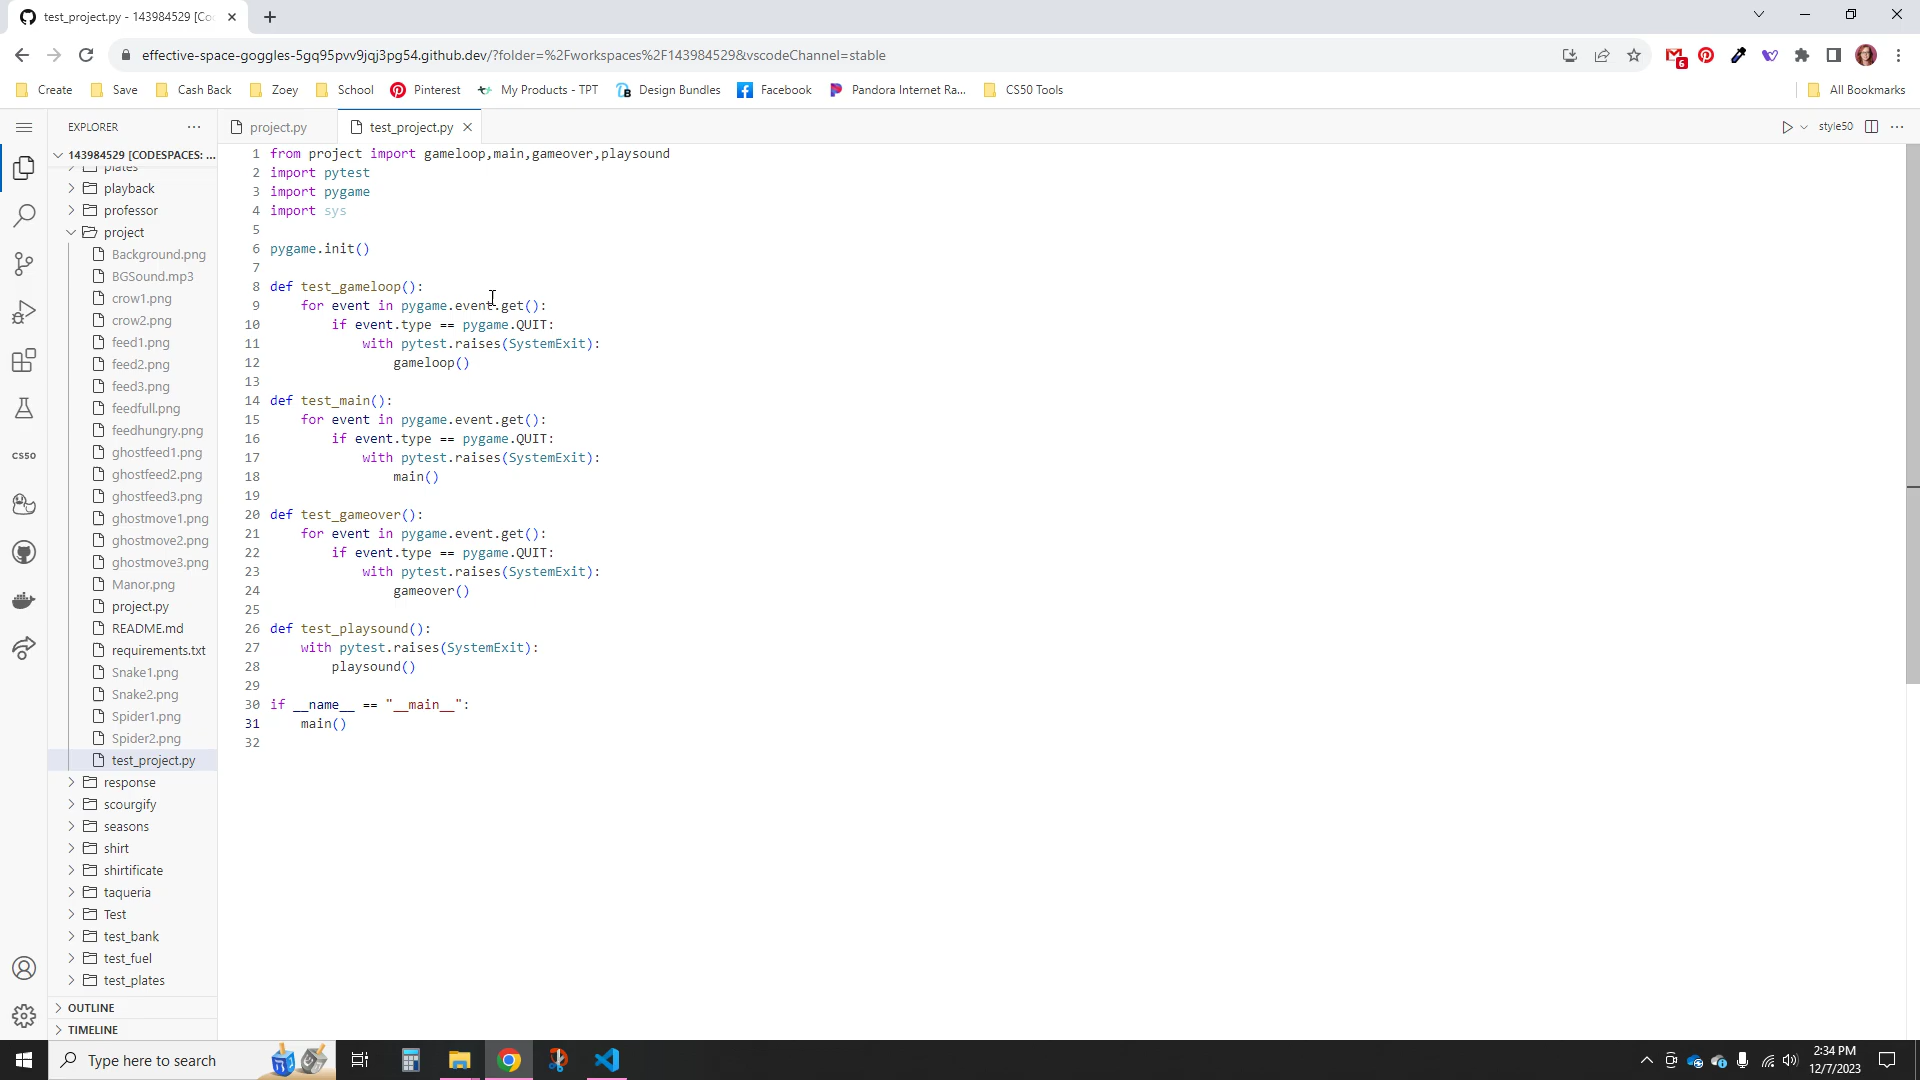 test_project.py - 143984529 [Co
effective-space-goggles-5gq95pvv9jqj3pg54.github.dev/?folder=%2Fworkspaces%2F143984529&vscodeChannel=stable
6
Create Save Cash Back Zoey School Pinterest My Products - TPT Design Bundles Facebook Pandora Internet Ra... CS50 Tools All Bookmarks
EXPLORER ···
project.py test_project.py style50
143984529 [CODESPACES: ...
plates
playback
professor
project
Background.png
BGSound.mp3
crow1.png
crow2.png
feed1.png
feed2.png
feed3.png
feedfull.png
feedhungry.png
ghostfeed1.png
ghostfeed2.png
ghostfeed3.png
ghostmove1.png
ghostmove2.png
ghostmove3.png
Manor.png
project.py
README.md
requirements.txt
Snake1.png
Snake2.png
Spider1.png
Spider2.png
test_project.py
response
scourgify
seasons
shirt
shirtificate
taqueria
Test
test_bank
test_fuel
test_plates
OUTLINE
TIMELINE
CS50
1 from project import gameloop,main,gameover,playsound
2 import pytest
3 import pygame
4 import sys
5
6 pygame.init()
7
8 def test_gameloop():
9     for event in pygame.event.get():
10         if event.type == pygame.QUIT:
11             with pytest.raises(SystemExit):
12                 gameloop()
13
14 def test_main():
15     for event in pygame.event.get():
16         if event.type == pygame.QUIT:
17             with pytest.raises(SystemExit):
18                 main()
19
20 def test_gameover():
21     for event in pygame.event.get():
22         if event.type == pygame.QUIT:
23             with pytest.raises(SystemExit):
24                 gameover()
25
26 def test_playsound():
27     with pytest.raises(SystemExit):
28         playsound()
29
30 if __name__ == "__main__":
31     main()
32
Type here to search
2:34 PM
12/7/2023